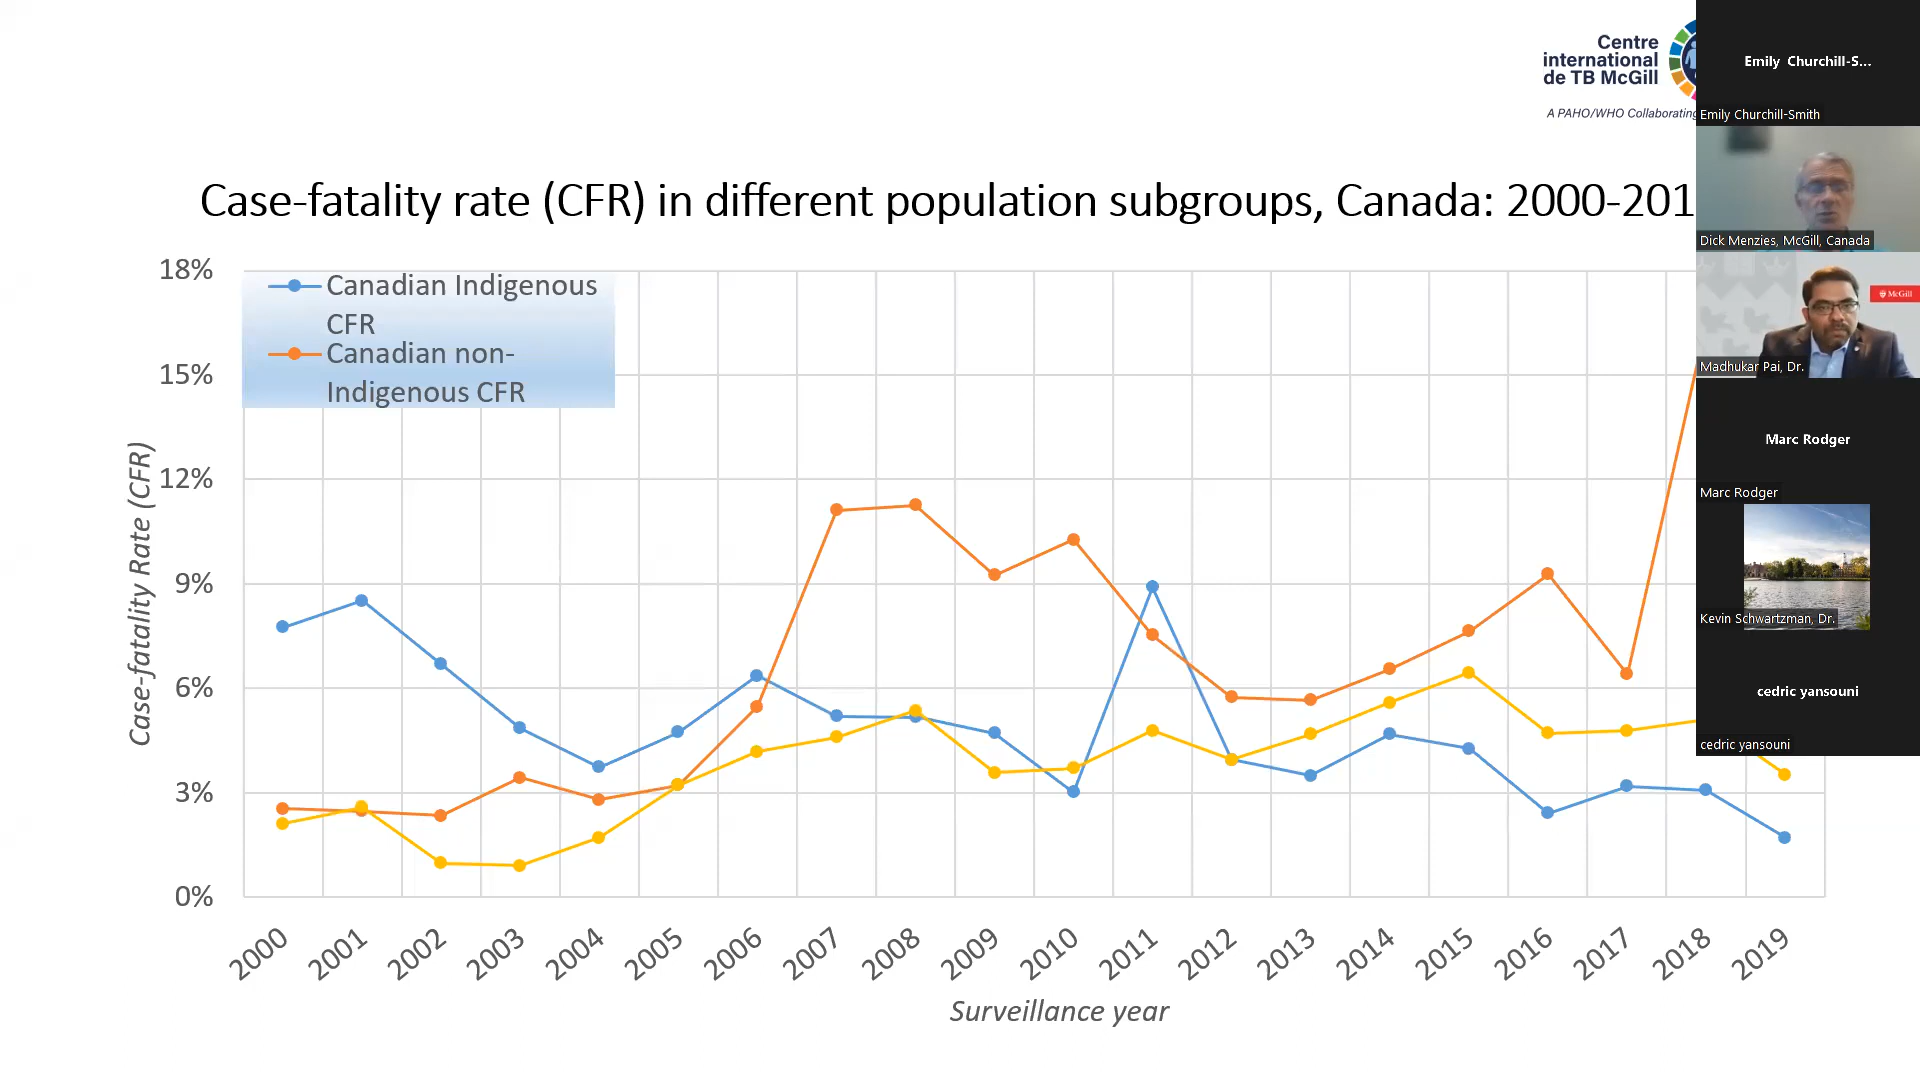 Centre
international
de TB McGill
A PAHO/WHO Collaborating
Case-fatality rate (CFR) in different population subgroups, Canada: 2000-201
18%
15%
12%
9%
6%
3%
0%
Case-fatality Rate (CFR)
Canadian Indigenous
CFR
Canadian non-
Indigenous CFR
2000
2001
2002
2003
2004
2005
2006
2007
2008
2009
2010
2011
2012
2013
2014
2015
2016
2017
2018
2019
Surveillance year
Emily Churchill-S...
Emily Churchill-Smith
Dick Menzies, McGill, Canada
McGill
Madhukar Pai, Dr.
Marc Rodger
Marc Rodger
Kevin Schwartzman, Dr.
cedric yansouni
cedric yansouni